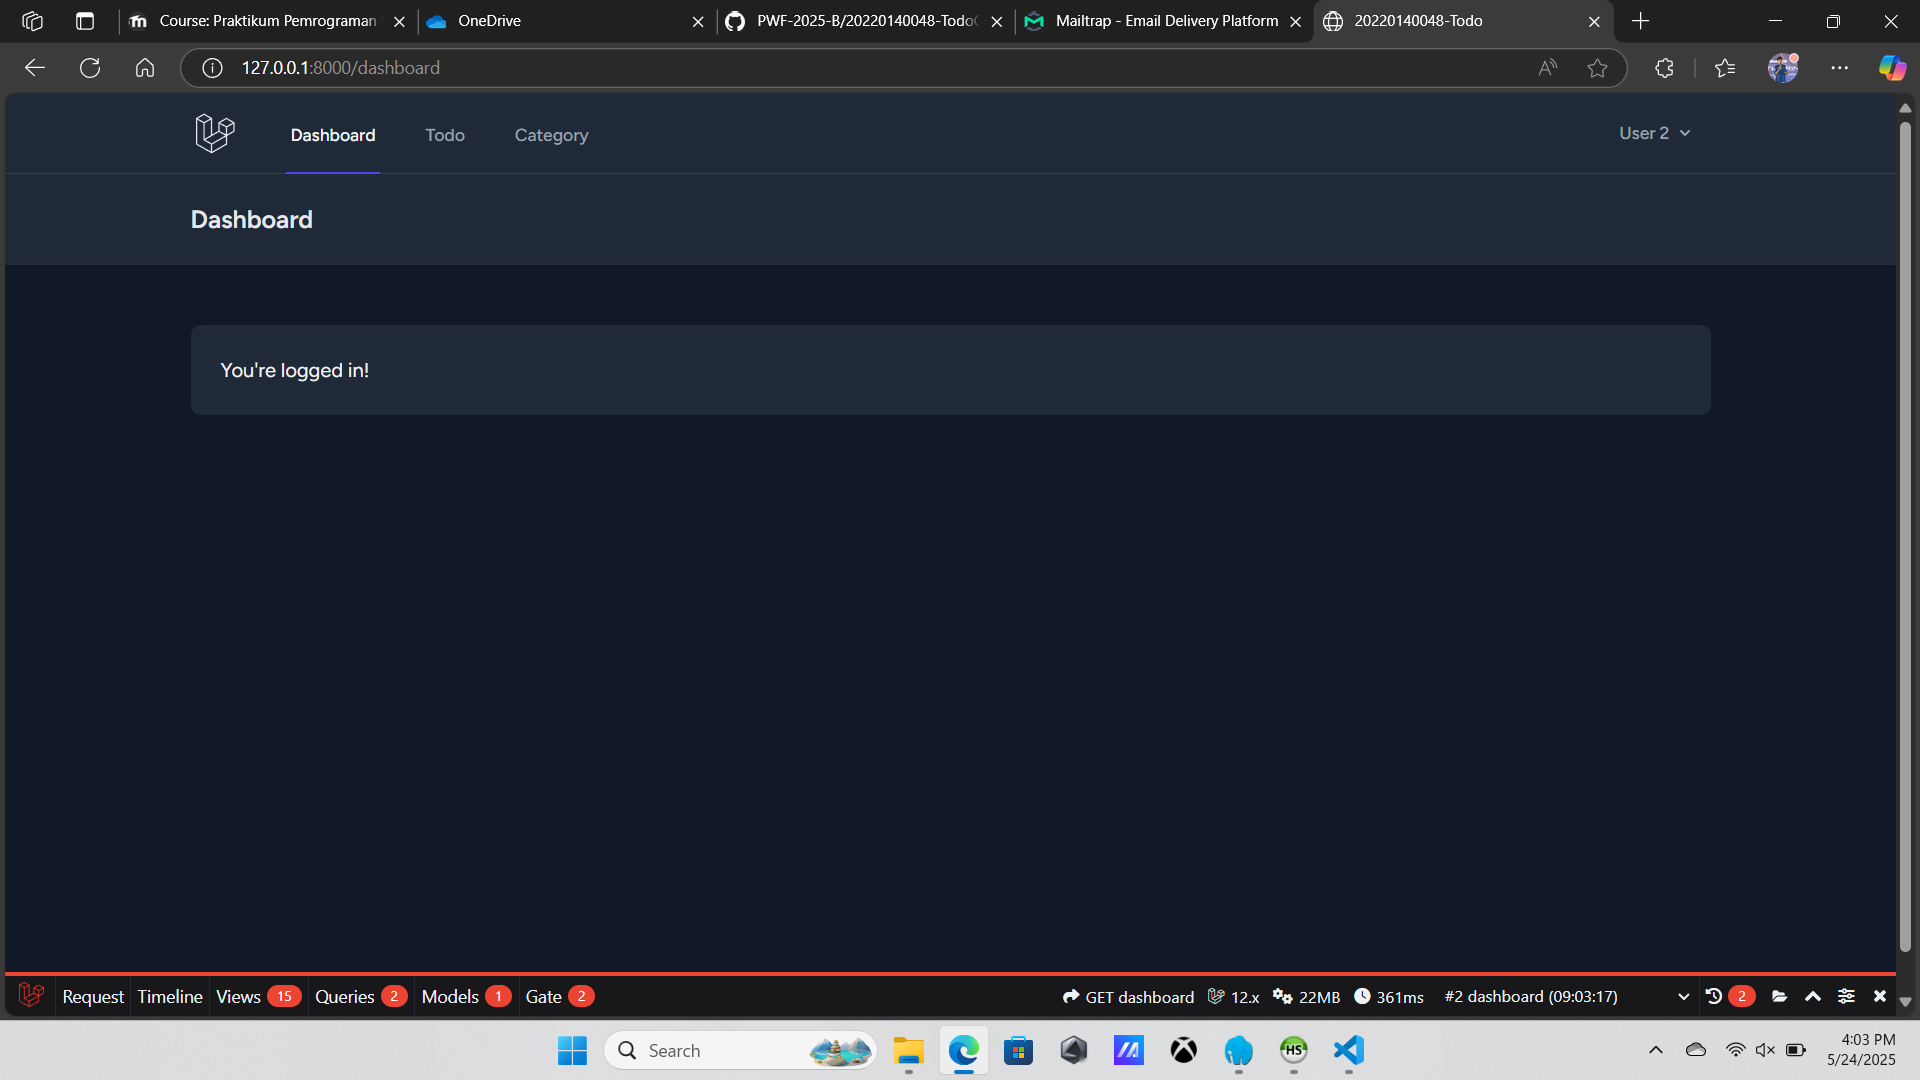 Course: Praktikum Pemrograman
OneDrive
PWF-2025-B/20220140048-Todo
Mailtrap - Email Delivery Platform
20220140048-Todo
127.0.0.1:8000/dashboard
Dashboard
Todo
Category
User 2
Dashboard
You're logged in!
Request
Timeline
Views 15
Queries 2
Models 1
Gate 2
GET dashboard
12.x
22MB
361ms
#2 dashboard (09:03:17)
2
Search
HS
4:03 PM
5/24/2025